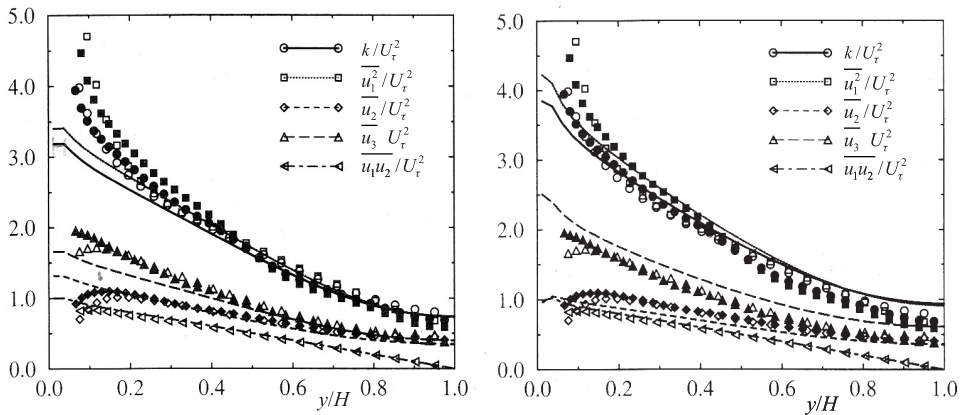 5.0
4.0
3.0
2.0
1.0
0.0
0.0 0.2 0.4 0.6 0.8 1.0
y/H
k/U_τ^2
\overline{u_1^2}/U_τ^2
\overline{u_2}/U_τ^2
\overline{u_3} U_τ^2
\overline{u_1u_2}/U_τ^2
5.0
4.0
3.0
2.0
1.0
0.0
0.0 0.2 0.4 0.6 0.8 1.0
y/H
k/U_τ^2
\overline{u_1^2}/U_τ^2
\overline{u_2}/U_τ^2
\overline{u_3} U_τ^2
\overline{u_1u_2}/U_τ^2